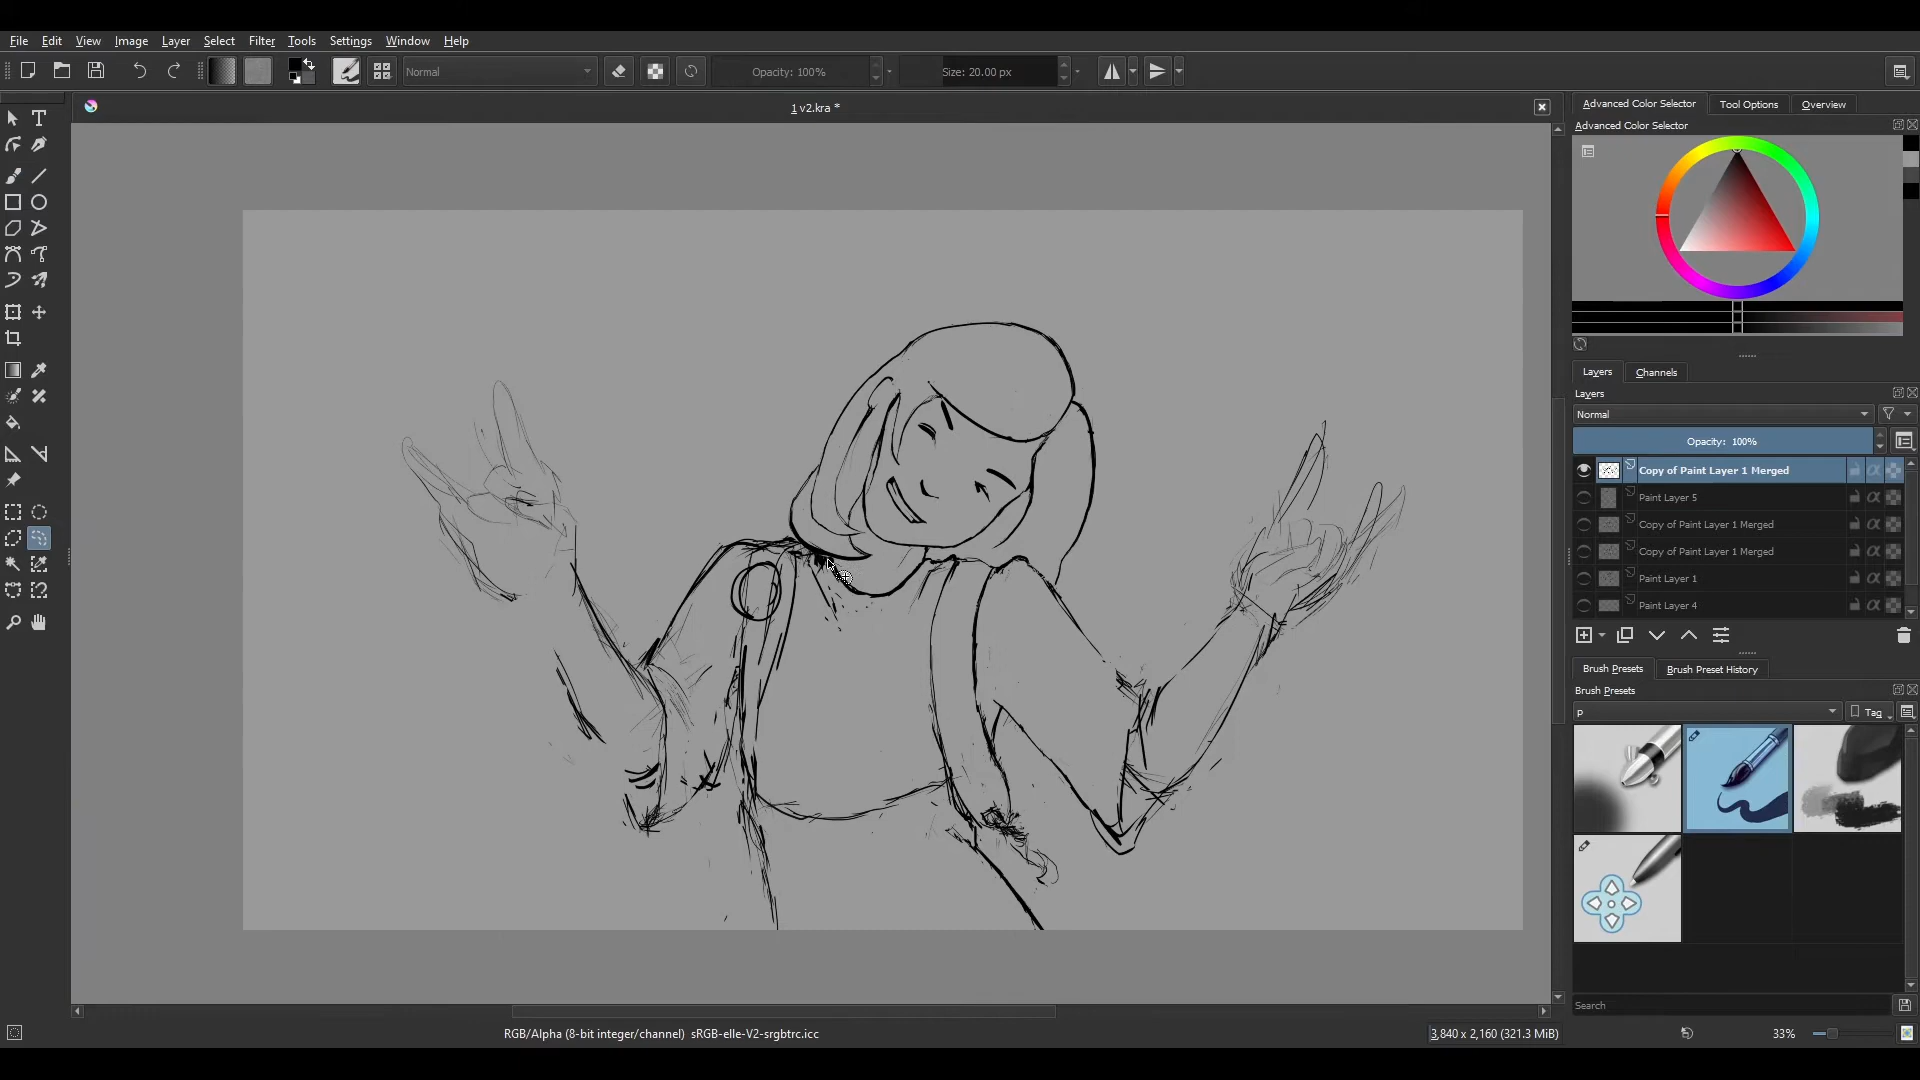 File Edit View Image Layer Select Filter Tools Settings Window Help
Normal
Opacity: 100%
Size: 20.00 px
1 v2.kra *
Advanced Color Selector Tool Options Overview
Advanced Color Selector
Layers Channels
Layers
Normal
Opacity: 100%
Copy of Paint Layer 1 Merged
Paint Layer 5
Copy of Paint Layer 1 Merged
Copy of Paint Layer 1 Merged
Paint Layer 1
Paint Layer 4
Brush Presets Brush Preset History
Brush Presets
p Tag
Search
RGB/Alpha (8-bit integer/channel) sRGB-elle-V2-srgbtrc.icc
3,840 x 2,160 (321.3 MiB)
33%